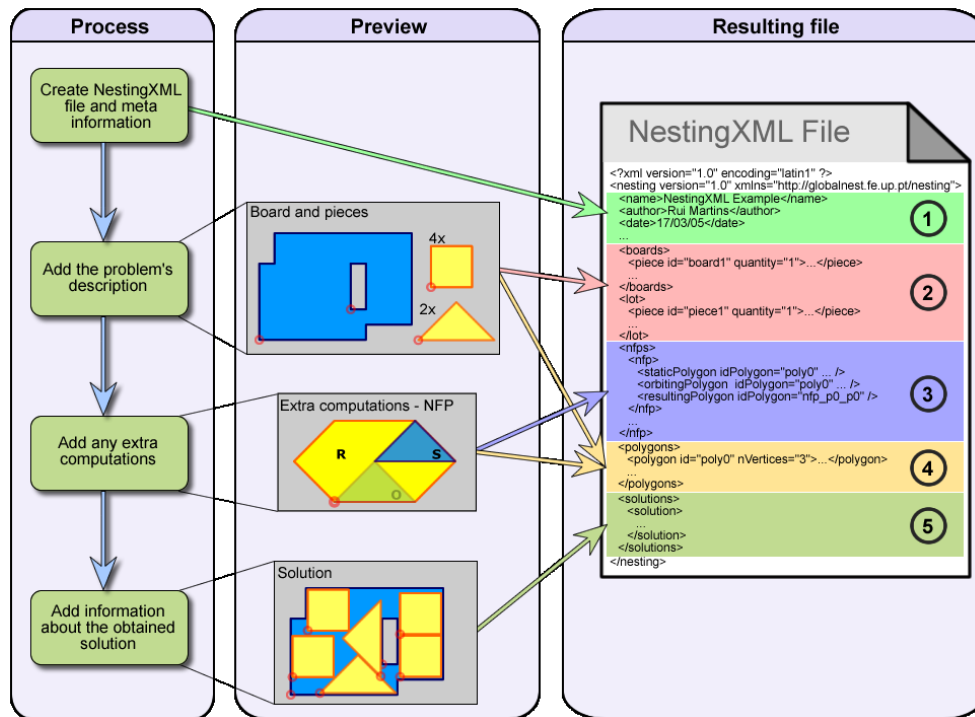 Process
Create NestingXML
file and meta
information
Add the problem's
description
Add any extra
computations
Add information
about the obtained
solution
Preview
Board and pieces
4x
2x
Extra computations - NFP
R
S
O
Solution
Resulting file
NestingXML File
<?xml version="1.0" encoding="latin1" ?>
<nesting version="1.0" xmlns="http://globalnest.fe.up.pt/nesting">
<name>NestingXML Example</name>
<author>Rui Martins</author>
<date>17/03/05</date>
...
1
<boards>
<piece id="board1" quantity="1">...</piece>
...
</boards>
<lot>
<piece id="piece1" quantity="1">...</piece>
...
</lot>
2
<nfps>
<nfp>
<staticPolygon idPolygon="poly0" ... />
<orbitingPolygon idPolygon="poly0" ... />
<resultingPolygon idPolygon="nfp_p0_p0" />
</nfp>
...
</nfp>
3
<polygons>
<polygon id="poly0" nVertices="3">...</polygon>
...
</polygons>
4
<solutions>
<solution>
...
</solution>
</solutions>
5
</nesting>